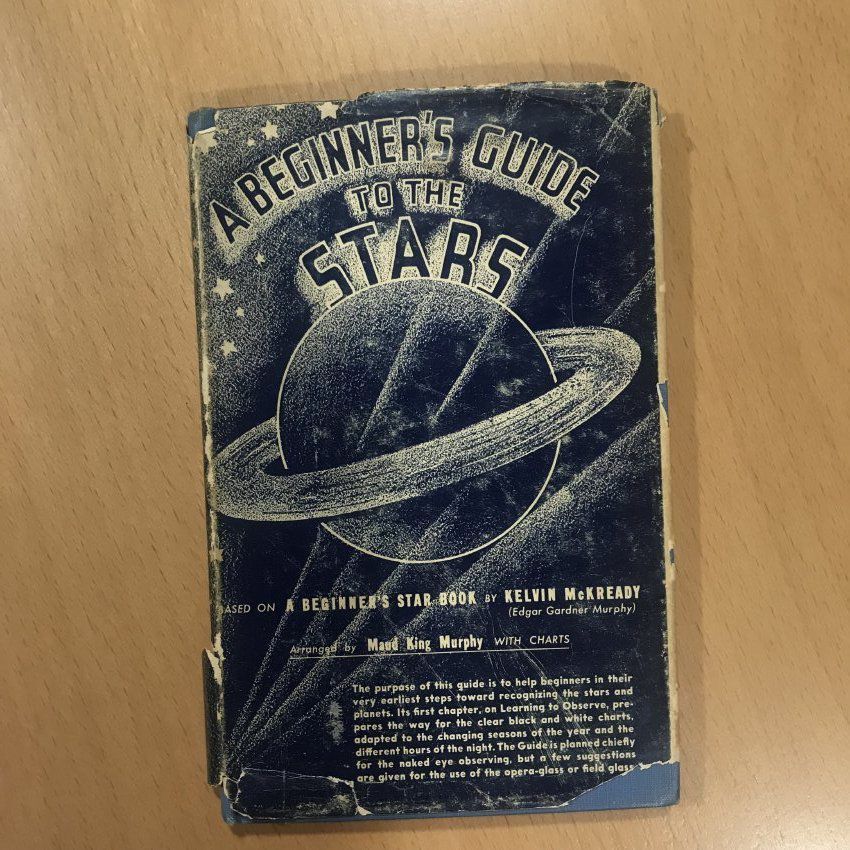 A BEGINNER'S GUIDE
TO THE
STARS
BASED ON A BEGINNER'S STAR BOOK BY KELVIN McKREADY
(Edgar Gardner Murphy)
Arranged by Maud King Murphy WITH CHARTS
The purpose of this guide is to help beginners in their
very earliest steps toward recognizing the stars and
planets. Its first chapter, on Learning to Observe, pre-
pares the way for the clear black and white charts,
adapted to the changing seasons of the year and the
different hours of the night. The Guide is planned chiefly
for the naked eye observing, but a few suggestions
are given for the use of the opera-glass or field glass